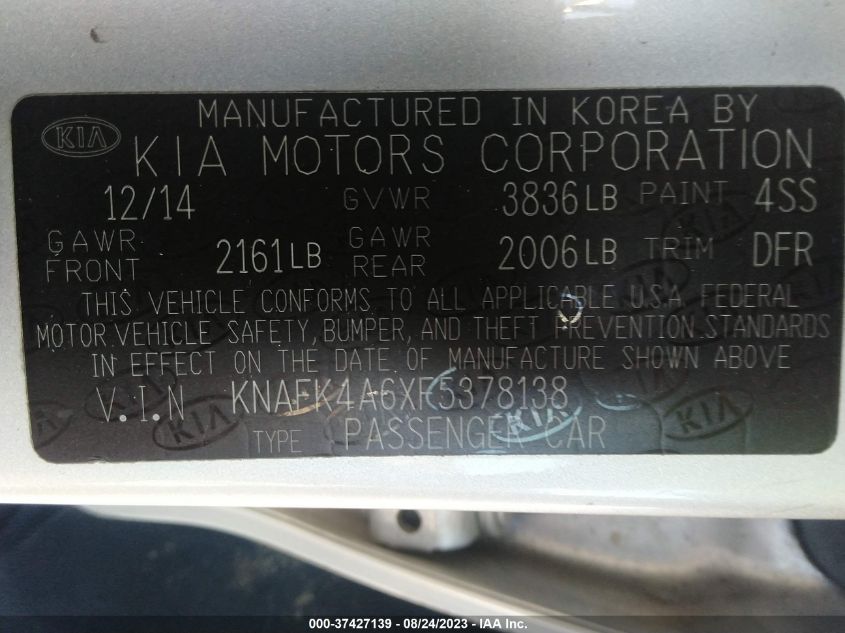 MANUFACTURED IN KOREA BY
KIA KIA MOTORS CORPORATION
12/14 GVWR 3836LB PAINT 4SS
GAWR FRONT 2161LB GAWR REAR 2006LB TRIM DFR
THIS VEHICLE CONFORMS TO ALL APPLICABLE U.S.A. FEDERAL
MOTOR VEHICLE SAFETY, BUMPER, AND THEFT PREVENTION STANDARDS
IN EFFECT ON THE DATE OF MANUFACTURE SHOWN ABOVE
V.I.N KNAFK4A6XF5378138
TYPE PASSENGER CAR
000-37427139 - 08/24/2023 - IAA Inc.